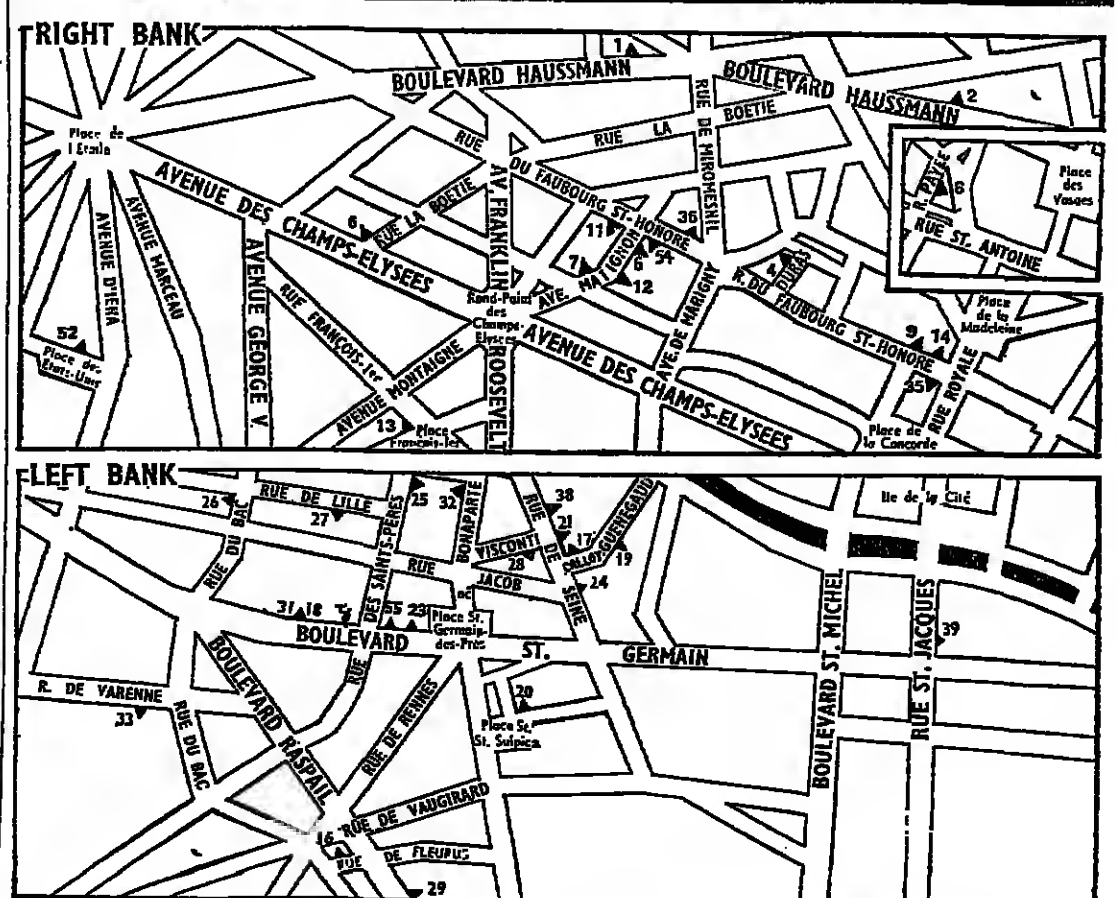 RIGHT BANK
1
BOULEVARD HAUSSMANN
BOULEVARD HAUSSMANN
2
RUE LA BOETIE
RUE DE MIROMESNIL
Place de
l'Etoile
RUE DU FAUBOURG ST-HONORE
AVENUE DES CHAMPS-ELYSEES
6
RUE LA BOETIE
AV. FRANKLIN ROOSEVELT
11
36
54
7
6
12
AVE. MATIGNON
4
DURAS
R. PAYEE
4
8
Place
des
Vosges
RUE ST. ANTOINE
AVENUE D'IENA
AVENUE MARCEAU
AVENUE GEORGE V.
RUE FRANÇOIS-1er
Rond-Point
des
Champs-
Elysees
AVE. DE MARIGNY
R. DU FAUBOURG ST-HONORE
Place
de la
Madeleine
9
14
35
RUE ROYALE
52
Place des
Etats-Unis
AVENUE MONTAIGNE
AVENUE DES CHAMPS-ELYSEES
13
Place
François-1er
Place de
la Concorde
LEFT BANK
26
RUE DE LILLE
27
25
32
BONAPARTE
38
21
17
GUENEGAUD
Ile de la Cité
RUE DU BAC
DES SAINTS-PERES
RUE
VISCONTI
28
CALLOT
19
RUE DE SEINE
JACOB
24
31
18
55
23
Place St.
Germain-
des-Prés
BOULEVARD ST. GERMAIN
BOULEVARD ST. MICHEL
RUE ST. JACQUES
39
RUE
R. DE VARENNE
33
RUE DU BAC
BOULEVARD RASPAIL
RUE DE RENNES
20
Place St.
St. Sulpice
RUE DE VAUGIRARD
16
RUE DE FLEURUS
29